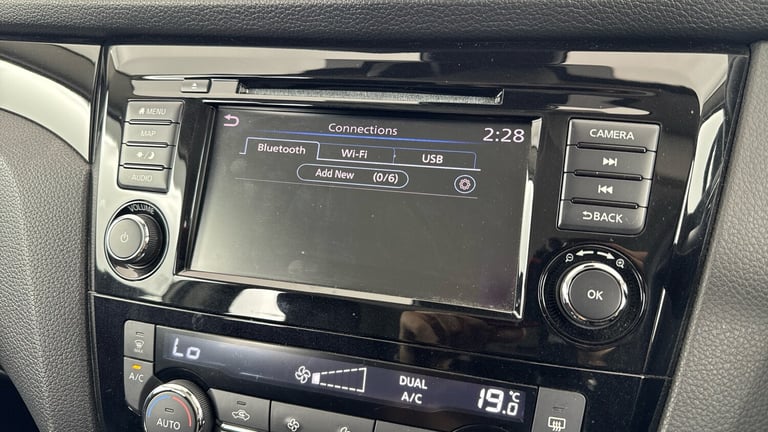 MENU
MAP
AUDIO
VOLUME
Connections
2:28
Bluetooth
Wi-Fi
USB
Add New (0/6)
CAMERA
BACK
OK
MAX
A/C
AUTO
Lo
DUAL
A/C
19.0 °C